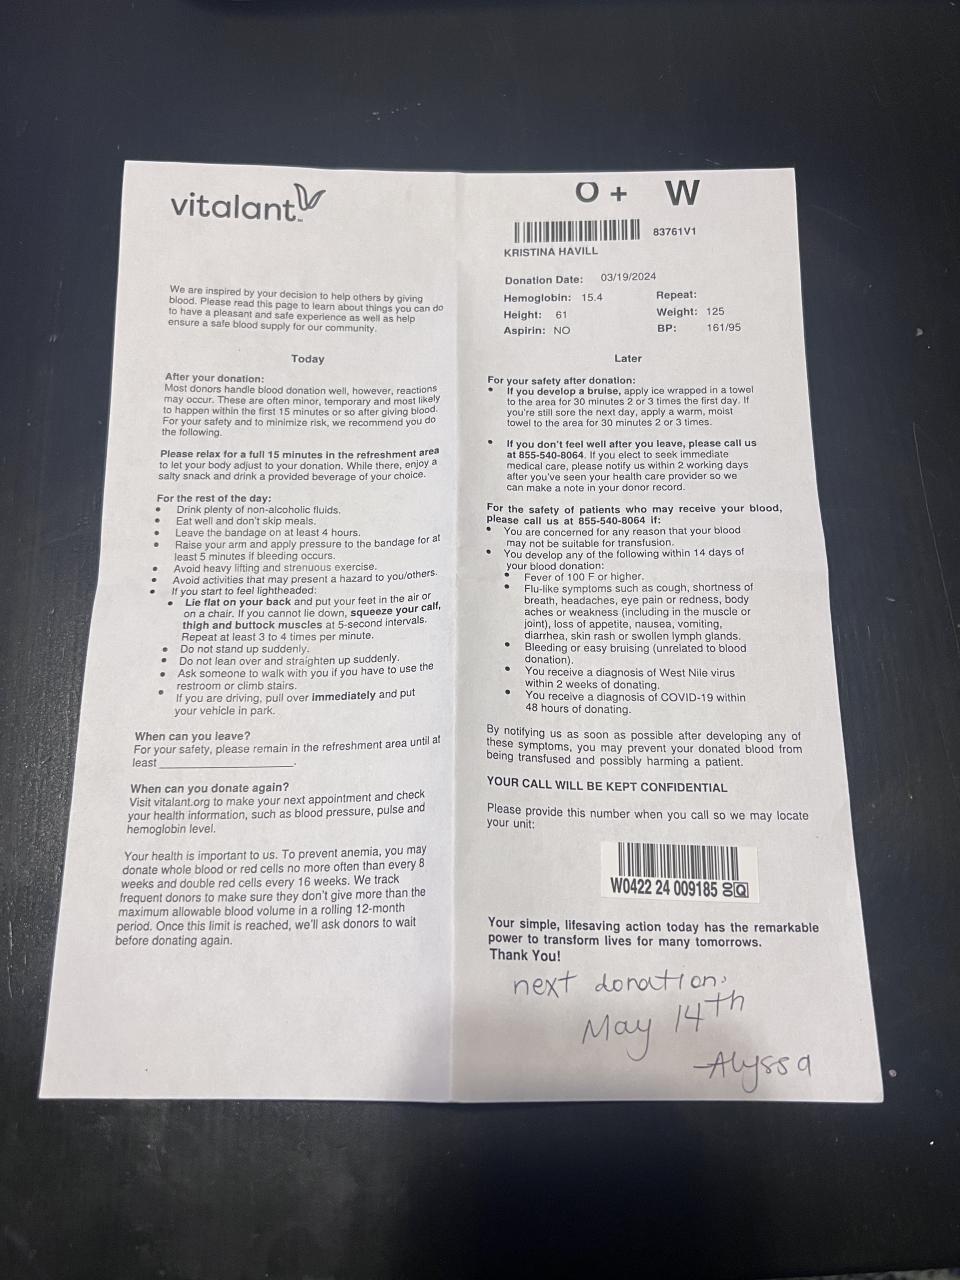 vitalant™
We are inspired by your decision to help others by giving
blood. Please read this page to learn about things you can do
to have a pleasant and safe experience as well as help
ensure a safe blood supply for our community.
Today
After your donation:
Most donors handle blood donation well, however, reactions
may occur. These are often minor, temporary and most likely
to happen within the first 15 minutes or so after giving blood.
For your safety and to minimize risk, we recommend you do
the following.
Please relax for a full 15 minutes in the refreshment area
to let your body adjust to your donation. While there, enjoy a
salty snack and drink a provided beverage of your choice.
For the rest of the day:
• Drink plenty of non-alcoholic fluids.
• Eat well and don't skip meals.
• Leave the bandage on at least 4 hours.
• Raise your arm and apply pressure to the bandage for at
least 5 minutes if bleeding occurs.
• Avoid heavy lifting and strenuous exercise.
• Avoid activities that may present a hazard to you/others.
• If you start to feel lightheaded:
• Lie flat on your back and put your feet in the air or
on a chair. If you cannot lie down, squeeze your calf,
thigh and buttock muscles at 5-second intervals.
Repeat at least 3 to 4 times per minute.
• Do not stand up suddenly.
• Do not lean over and straighten up suddenly.
• Ask someone to walk with you if you have to use the
restroom or climb stairs.
• If you are driving, pull over immediately and put
your vehicle in park.
When can you leave?
For your safety, please remain in the refreshment area until at
least ____________________.
When can you donate again?
Visit vitalant.org to make your next appointment and check
your health information, such as blood pressure, pulse and
hemoglobin level.
Your health is important to us. To prevent anemia, you may
donate whole blood or red cells no more often than every 8
weeks and double red cells every 16 weeks. We track
frequent donors to make sure they don't give more than the
maximum allowable blood volume in a rolling 12-month
period. Once this limit is reached, we'll ask donors to wait
before donating again.
O + W
83761V1
KRISTINA HAVILL
Donation Date: 03/19/2024
Hemoglobin: 15.4 Repeat:
Height: 61 Weight: 125
Aspirin: NO BP: 161/95
Later
For your safety after donation:
• If you develop a bruise, apply ice wrapped in a towel
to the area for 30 minutes 2 or 3 times the first day. If
you're still sore the next day, apply a warm, moist
towel to the area for 30 minutes 2 or 3 times.
• If you don't feel well after you leave, please call us
at 855-540-8064. If you elect to seek immediate
medical care, please notify us within 2 working days
after you've seen your health care provider so we
can make a note in your donor record.
For the safety of patients who may receive your blood,
please call us at 855-540-8064 if:
• You are concerned for any reason that your blood
may not be suitable for transfusion.
• You develop any of the following within 14 days of
your blood donation:
• Fever of 100 F or higher.
• Flu-like symptoms such as cough, shortness of
breath, headaches, eye pain or redness, body
aches or weakness (including in the muscle or
joint), loss of appetite, nausea, vomiting,
diarrhea, skin rash or swollen lymph glands.
• Bleeding or easy bruising (unrelated to blood
donation).
• You receive a diagnosis of West Nile virus
within 2 weeks of donating.
• You receive a diagnosis of COVID-19 within
48 hours of donating.
By notifying us as soon as possible after developing any of
these symptoms, you may prevent your donated blood from
being transfused and possibly harming a patient.
YOUR CALL WILL BE KEPT CONFIDENTIAL
Please provide this number when you call so we may locate
your unit:
W0422 24 009185 80 Q
Your simple, lifesaving action today has the remarkable
power to transform lives for many tomorrows.
Thank You!
next donation:
May 14th
-Alyssa